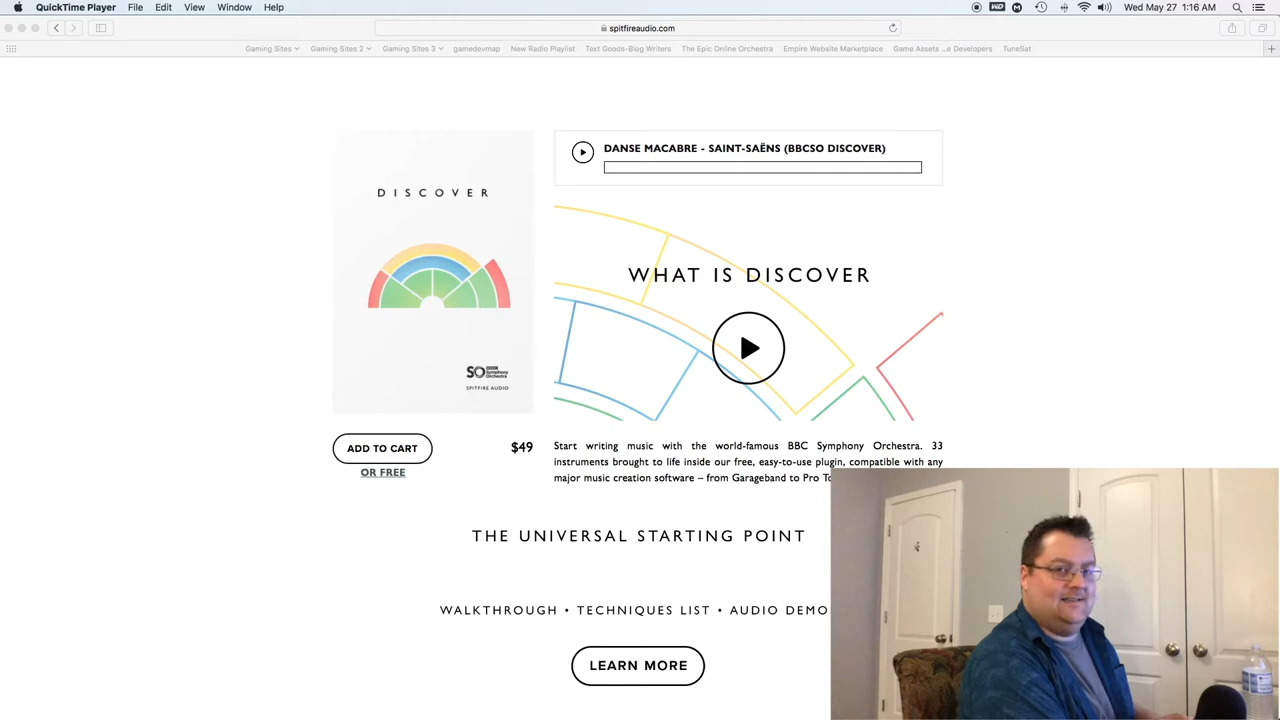 QuickTime Player File Edit View Window Help
Wed May 27 1:16 AM
spitfireaudio.com
Gaming Sites Gaming Sites 2 Gaming Sites 3 gamedevmap New Radio Playlist Text Goods-Blog Writers The Epic Online Orchestra Empire Website Marketplace Game Assets ...e Developers TuneSat
DISCOVER
SO BBC Symphony Orchestra
SPITFIRE AUDIO
ADD TO CART
$49
OR FREE
DANSE MACABRE - SAINT-SAËNS (BBCSO DISCOVER)
WHAT IS DISCOVER
Start writing music with the world-famous BBC Symphony Orchestra. 33
instruments brought to life inside our free, easy-to-use plugin, compatible with any
major music creation software – from Garageband to Pro To
THE UNIVERSAL STARTING POINT
WALKTHROUGH • TECHNIQUES LIST • AUDIO DEMO
LEARN MORE